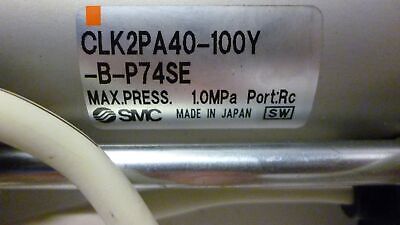 CLK2PA40-100Y
-B-P74SE
MAX.PRESS. 1.0MPa Port:Rc
SMC MADE IN JAPAN SW